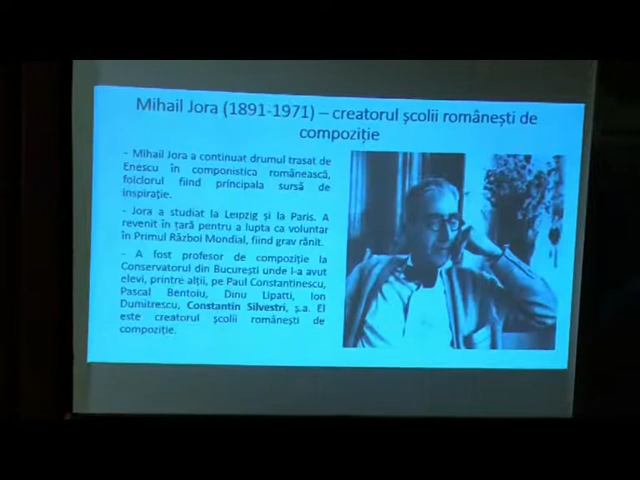 Mihail Jora (1891-1971) – creatorul școlii românești de
compoziție
- Mihail Jora a continuat drumul trasat de
Enescu în componistica românească,
folclorul fiind principala sursă de
inspirație.
- Jora a studiat la Leipzig și la Paris. A
revenit în țară pentru a lupta ca voluntar
în Primul Război Mondial, fiind grav rănit.
- A fost profesor de compoziție la
Conservatorul din București unde l-a avut
elevi, printre alții, pe Paul Constantinescu,
Pascal Bentoiu, Dinu Lipatti, Ion
Dumitrescu, Constantin Silvestri, ș.a. El
este creatorul școlii românești de
compoziție.